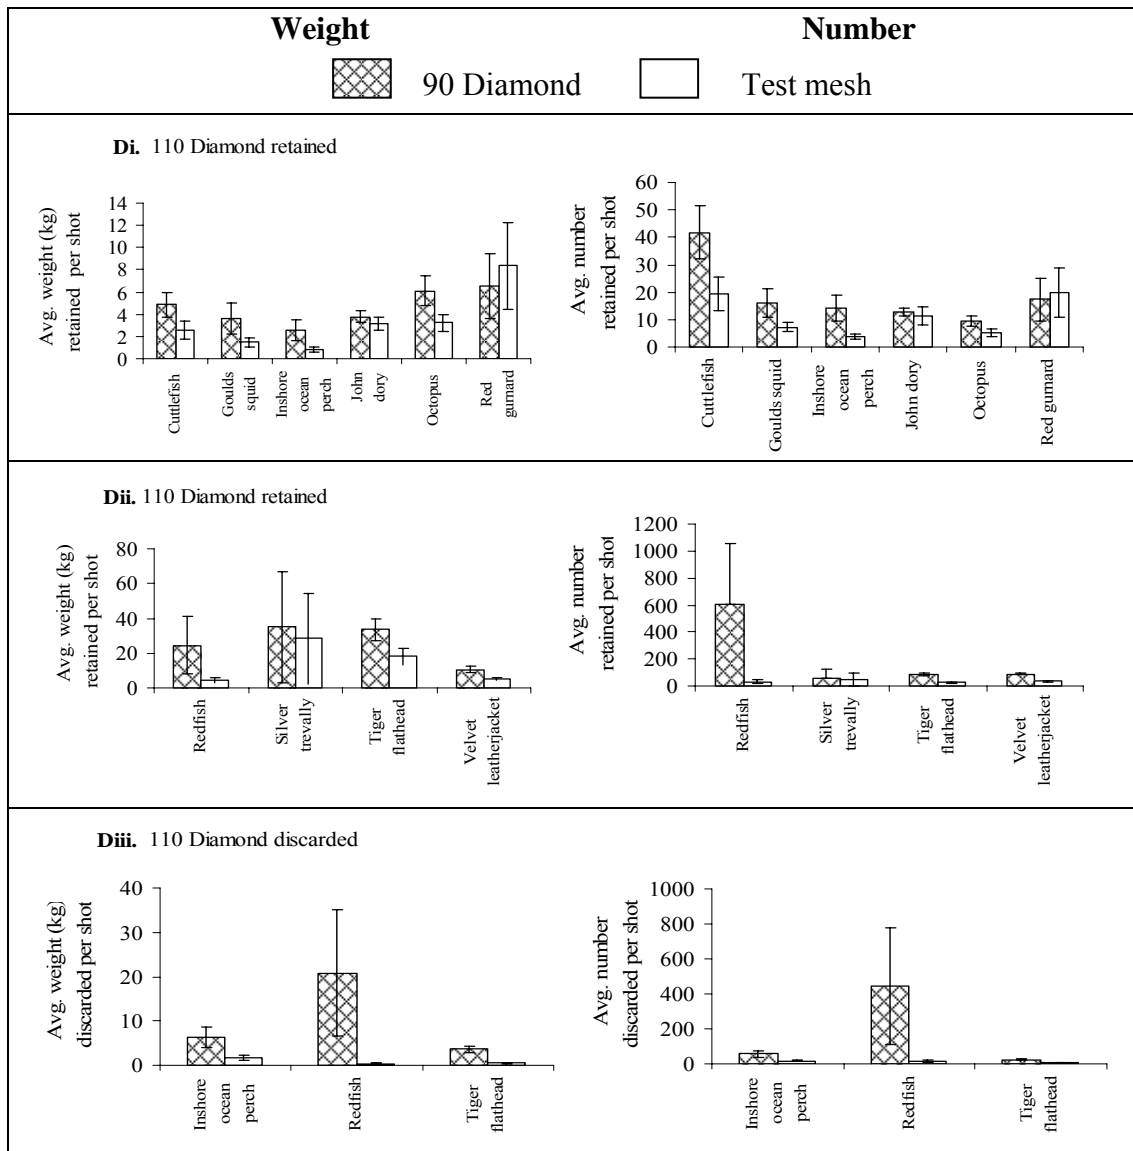 Weight
Number
90 Diamond
Test mesh
Di. 110 Diamond retained
Avg. weight (kg)
retained per shot
14
12
10
8
6
4
2
0
Cuttlefish
Goulds
squid
Inshore
ocean
perch
John
dory
Octopus
Red
gurnard
Avg. number
retained per shot
60
50
40
30
20
10
0
Cuttlefish
Goulds squid
Inshore
ocean
perch
John dory
Octopus
Red gurnard
Dii. 110 Diamond retained
Avg. weight (kg)
retained per shot
80
60
40
20
0
Redfish
Silver
trevally
Tiger
flathead
Velvet
leatherjacket
Avg. number
retained per shot
1200
1000
800
600
400
200
0
Redfish
Silver
trevally
Tiger
flathead
Velvet
leatherjacket
Diii. 110 Diamond discarded
Avg. weight (kg)
discarded per shot
40
30
20
10
0
Inshore
ocean
perch
Redfish
Tiger
flathead
Avg. number
discarded per shot
1000
800
600
400
200
0
Inshore
ocean
perch
Redfish
Tiger
flathead